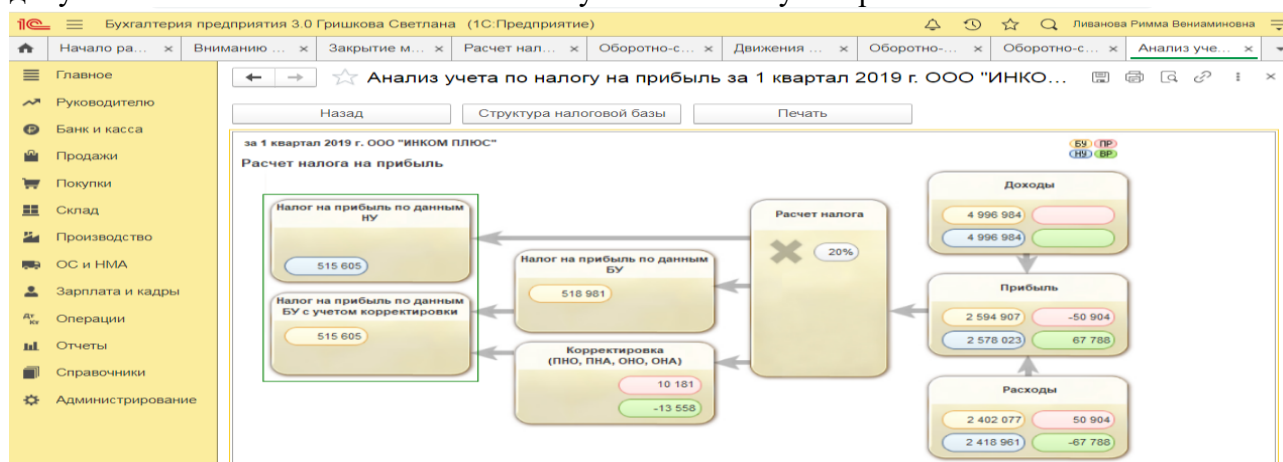 Бухгалтерия предприятия 3.0 Гришкова Светлана (1С:Предприятие)
Ливанова Римма Вениаминовна
Начало ра...
Вниманию ...
Закрытие м...
Расчет нал...
Оборотно-с...
Движения ...
Оборотно-...
Оборотно-с...
Анализ уче...
Главное
Руководителю
Банк и касса
Продажи
Покупки
Склад
Производство
ОС и НМА
Зарплата и кадры
Операции
Отчеты
Справочники
Администрирование
Анализ учета по налогу на прибыль за 1 квартал 2019 г. ООО "ИНКО...
Назад
Структура налоговой базы
Печать
за 1 квартал 2019 г. ООО "ИНКОМ ПЛЮС"
БУ ПР
НУ ВР
Расчет налога на прибыль
Налог на прибыль по данным
НУ
515 605
Налог на прибыль по данным
БУ с учетом корректировки
515 605
Налог на прибыль по данным
БУ
518 981
Корректировка
(ПНО, ПНА, ОНО, ОНА)
10 181
-13 558
Расчет налога
20%
Доходы
4 996 984
4 996 984
Прибыль
2 594 907 -50 904
2 578 023 67 788
Расходы
2 402 077 50 904
2 418 961 -67 788